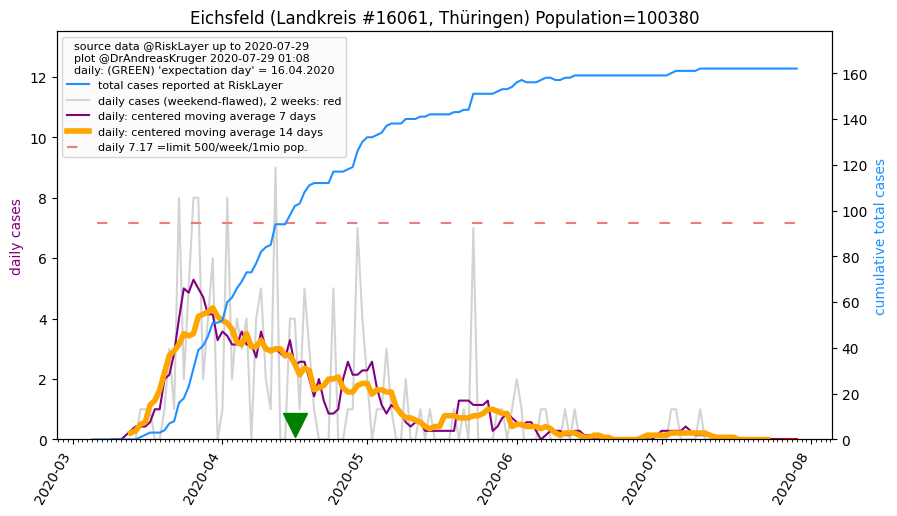 Eichsfeld (Landkreis #16061, Thüringen) Population=100380
source data @RiskLayer up to 2020-07-29
plot @DrAndreasKruger 2020-07-29 01:08
daily: (GREEN) 'expectation day' = 16.04.2020
total cases reported at RiskLayer
daily cases (weekend-flawed), 2 weeks: red
daily: centered moving average 7 days
daily: centered moving average 14 days
daily 7.17 =limit 500/week/1mio pop.
daily cases
12
10
8
6
4
2
0
cumulative total cases
160
140
120
100
80
60
40
20
0
2020-03
2020-04
2020-05
2020-06
2020-07
2020-08